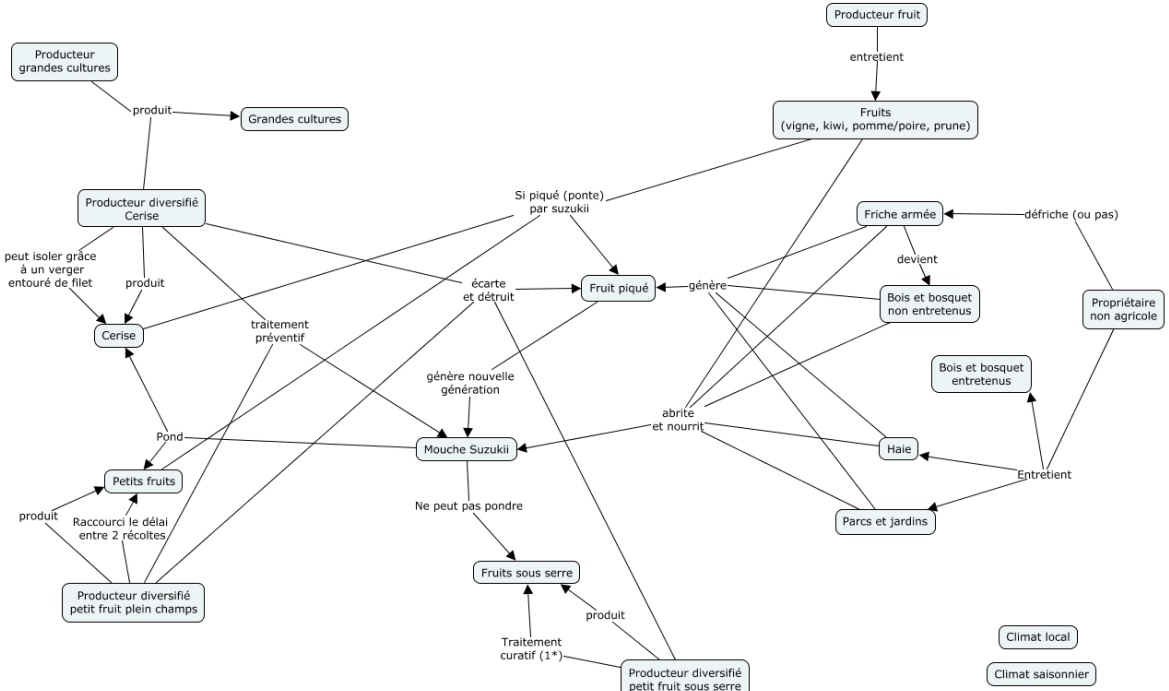 Producteur fruit
Producteur
grandes cultures
entretient
produit
Grandes cultures
Fruits
(vigne, kiwi, pomme/poire, prune)
Producteur diversifié
Cerise
Si piqué (ponte)
par suzukii
Friche armée
défriche (ou pas)
peut isoler grâce
à un verger
entouré de filet
produit
devient
écarte
et détruit
Fruit piqué
génère
Bois et bosquet
non entretenus
Propriétaire
non agricole
Cerise
traitement
préventif
génère nouvelle
génération
Bois et bosquet
entretenus
abrite
et nourrit
Pond
Mouche Suzukii
Haie
Petits fruits
Entretient
produit
Raccourci le délai
entre 2 récoltes
Ne peut pas pondre
Parcs et jardins
Fruits sous serre
Producteur diversifié
petit fruit plein champs
produit
Traitement
curatif (1*)
Climat local
Producteur diversifié
petit fruit sous serre
Climat saisonnier